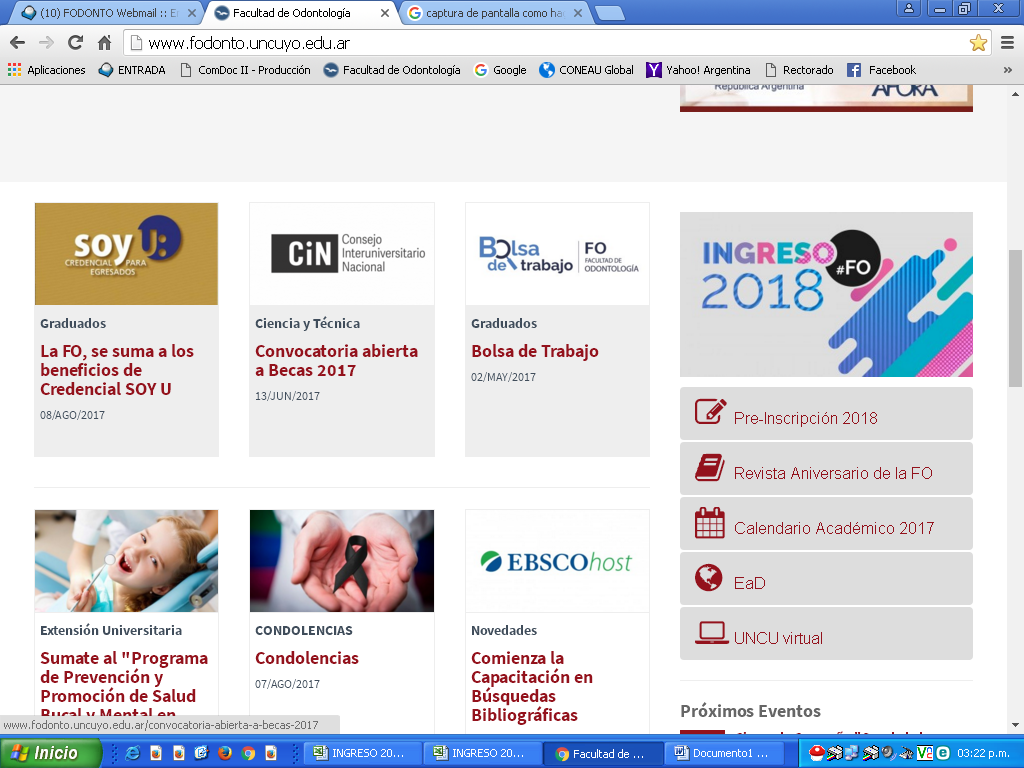 (10) FODONTO Webmail :: E
Facultad de Odontología
captura de pantalla como ha
www.fodonto.uncuyo.edu.ar
Aplicaciones
ENTRADA
ComDoc II - Producción
Facultad de Odontología
Google
CONEAU Global
Yahoo! Argentina
Rectorado
Facebook
»
República Argentina
AFORA
soy U:
CREDENCIAL PARA
EGRESADOS
Graduados
La FO, se suma a los
beneficios de
Credencial SOY U
08/AGO/2017
CiN
Consejo
Interuniversitario
Nacional
Ciencia y Técnica
Convocatoria abierta
a Becas 2017
13/JUN/2017
Bolsa
de trabajo
FO
FACULTAD DE
ODONTOLOGÍA
Graduados
Bolsa de Trabajo
02/MAY/2017
INGRESO
2018
#FO
Pre-Inscripción 2018
Revista Aniversario de la FO
Calendario Académico 2017
EaD
UNCU virtual
Extensión Universitaria
Sumate al "Programa
de Prevención y
Promoción de Salud
Bucal y Mental en
CONDOLENCIAS
Condolencias
07/AGO/2017
EBSCOhost
Novedades
Comienza la
Capacitación en
Búsquedas
Bibliográficas
Próximos Eventos
www.fodonto.uncuyo.edu.ar/convocatoria-abierta-a-becas-2017
Inicio
INGRESO 20...
INGRESO 20...
Facultad de ...
Documento1 ...
03:22 p.m.